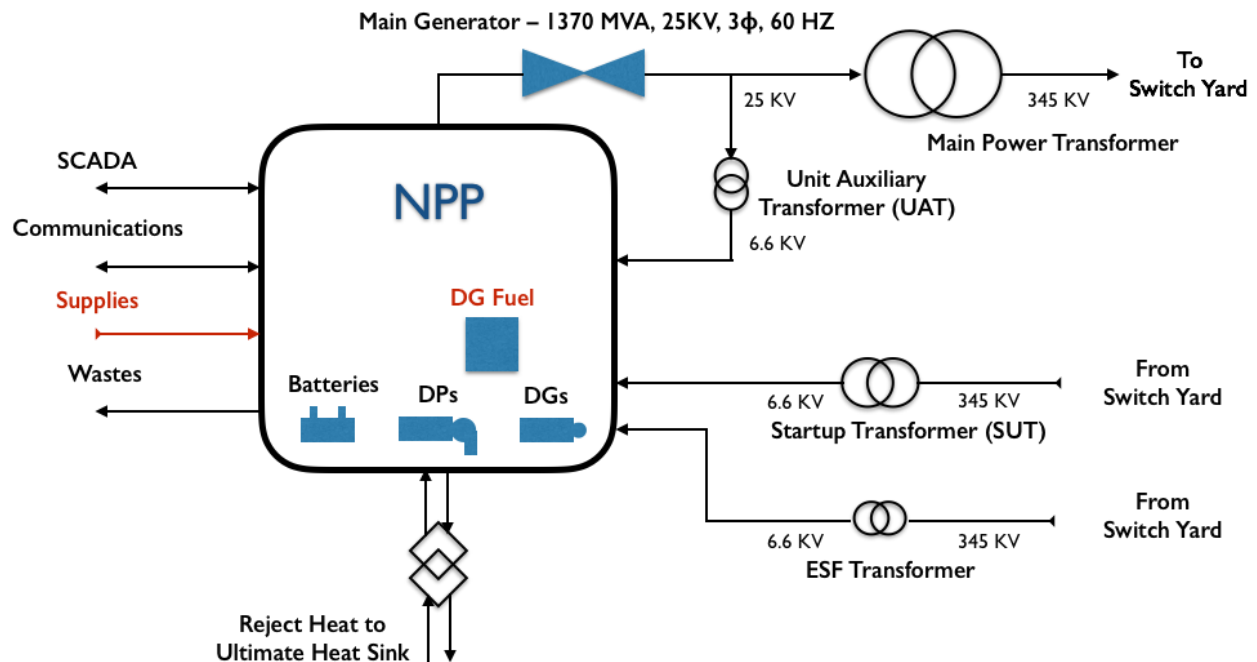 Main Generator – 1370 MVA, 25KV, 3ϕ, 60 HZ
To
Switch Yard
25 KV
345 KV
Main Power Transformer
SCADA
Unit Auxiliary
Transformer (UAT)
NPP
Communications
6.6 KV
Supplies
DG Fuel
Wastes
Batteries
DPs
DGs
From
Switch Yard
6.6 KV
345 KV
Startup Transformer (SUT)
From
Switch Yard
6.6 KV
345 KV
ESF Transformer
Reject Heat to
Ultimate Heat Sink